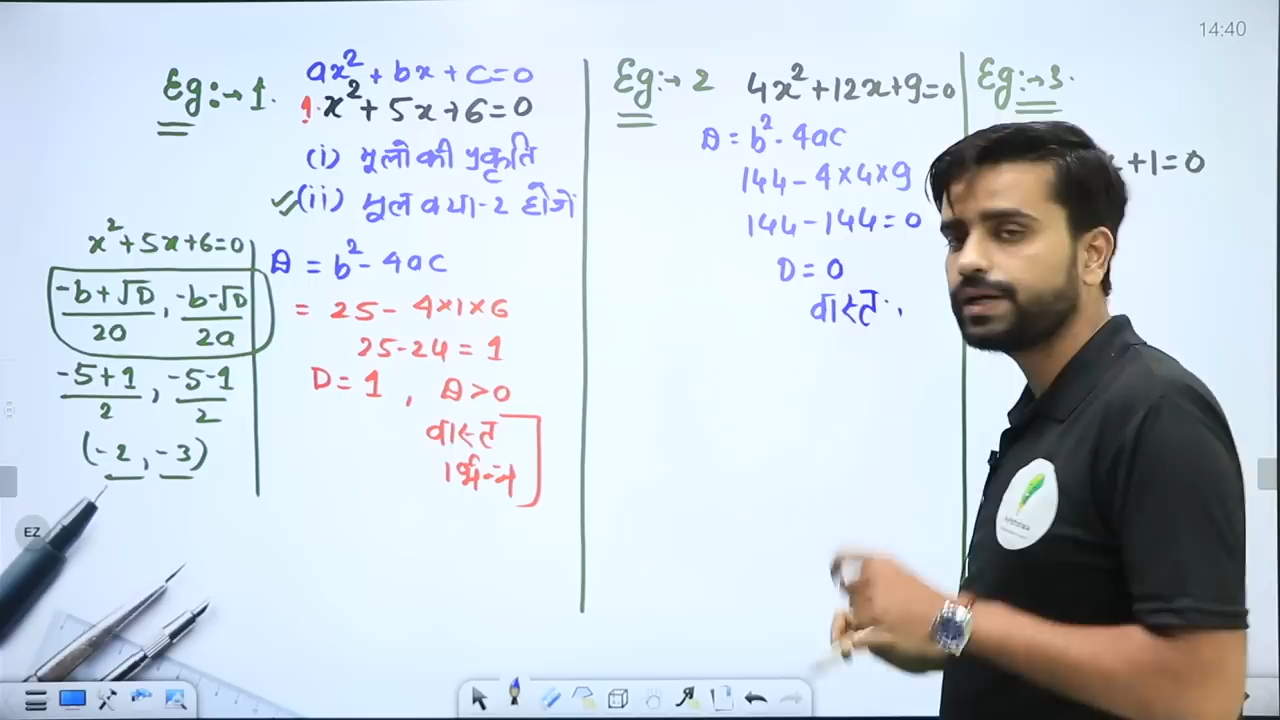 14:40
Eg:→1.
ax²+bx+c=0
1.x²+5x+6=0
(i) मूलो की प्रकृति
(ii) मूल क्या-2 होंगे
x²+5x+6=0
-b+√D/2a, -b-√D/2a
-5+1/2, -5-1/2
(-2, -3)
D = b²-4ac
= 25-4×1×6
25-24 = 1
D=1, D>0
वास्त
भिन्न
Eg:→2
4x²+12x+9=0
D = b²-4ac
144-4×4×9
144-144=0
D=0
वास्त.
Eg:→3.
+1=0
EZ